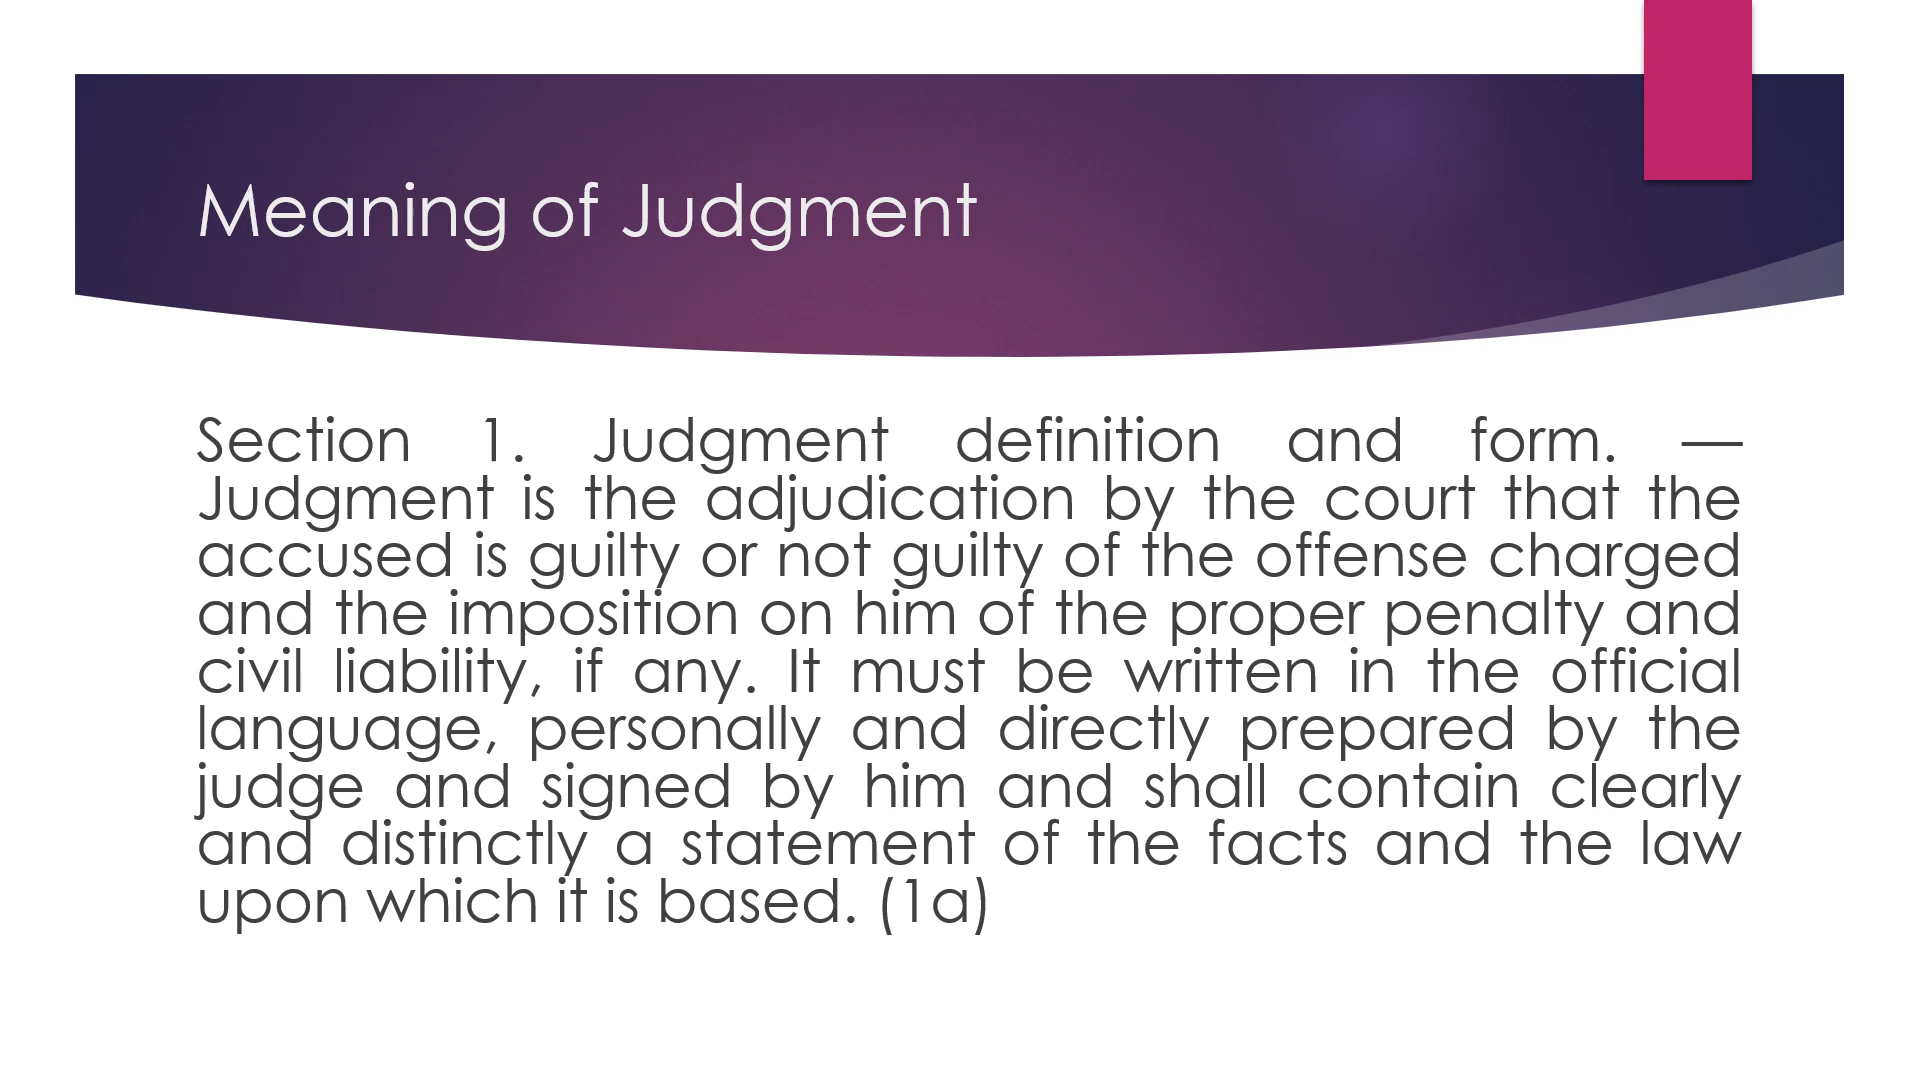 Meaning of Judgment
Section 1. Judgment definition and form. —
Judgment is the adjudication by the court that the
accused is guilty or not guilty of the offense charged
and the imposition on him of the proper penalty and
civil liability, if any. It must be written in the official
language, personally and directly prepared by the
judge and signed by him and shall contain clearly
and distinctly a statement of the facts and the law
upon which it is based. (1a)